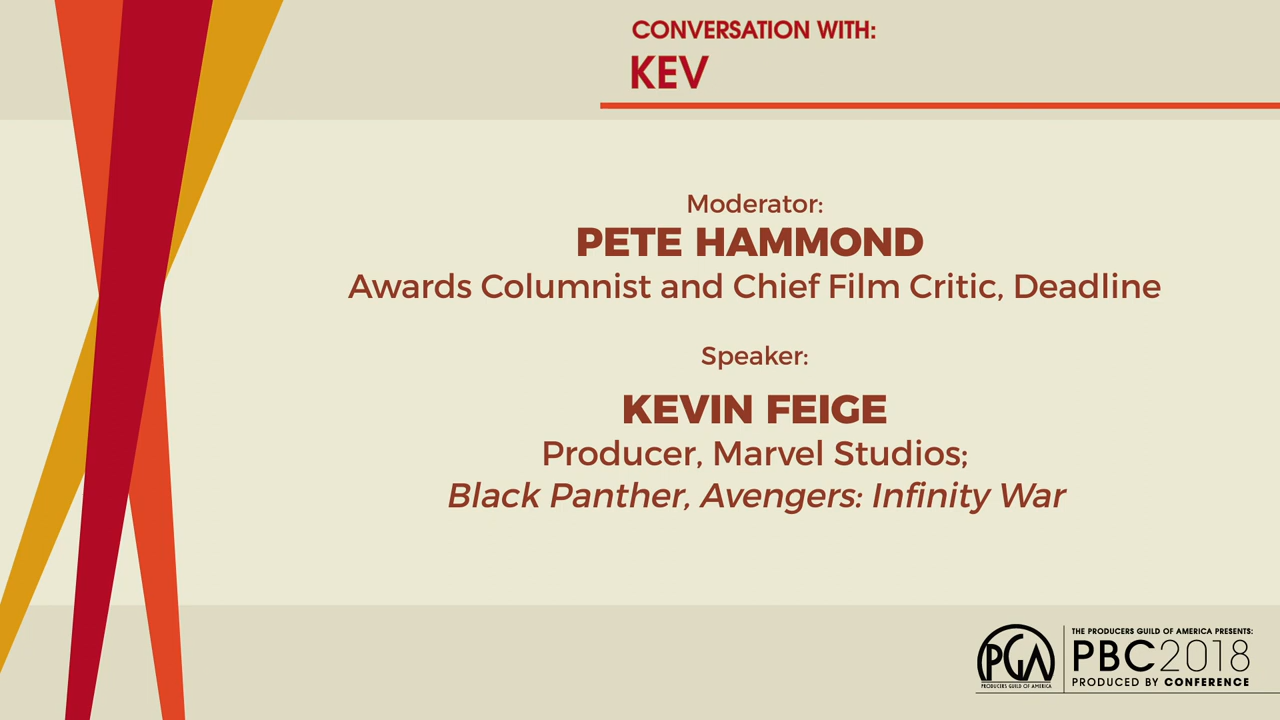 CONVERSATION WITH:
KEV
Moderator:
PETE HAMMOND
Awards Columnist and Chief Film Critic, Deadline
Speaker:
KEVIN FEIGE
Producer, Marvel Studios;
Black Panther, Avengers: Infinity War
PGA
PRODUCERS GUILD OF AMERICA
THE PRODUCERS GUILD OF AMERICA PRESENTS:
PBC2018
PRODUCED BY CONFERENCE